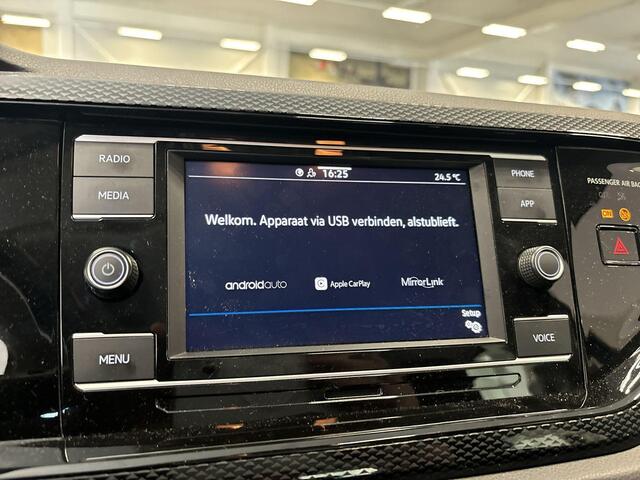 RADIO
MEDIA
MENU
16:25
24.5 °C
Welkom. Apparaat via USB verbinden, alstublieft.
androidauto
Apple CarPlay
MirrorLink
Setup
PHONE
APP
VOICE
PASSENGER AIR BAG
OFF